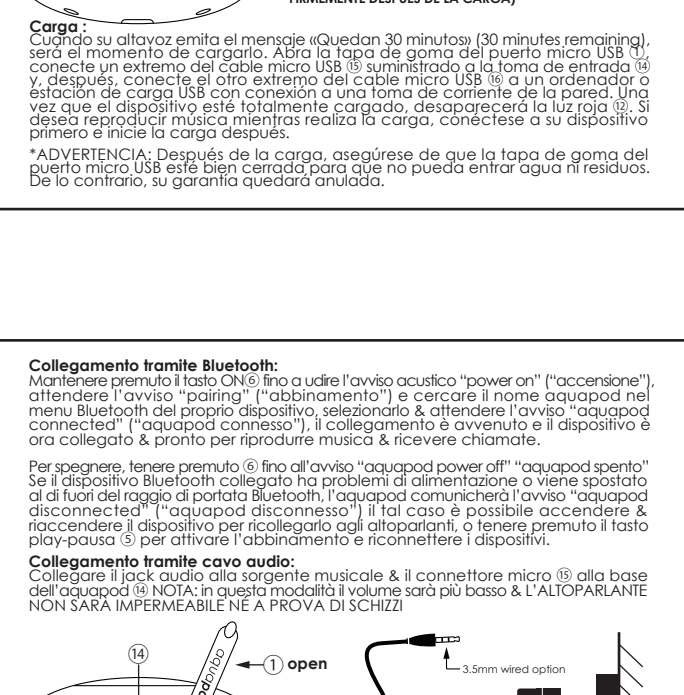 FIRMEMENTE DESPUÉS DE LA CARGA)
Carga :
Cuando su altavoz emita el mensaje «Quedan 30 minutos» (30 minutes remaining),
será el momento de cargarlo. Abra la tapa de goma del puerto micro USB ①,
conecte un extremo del cable micro USB ⑮ suministrado a la toma de entrada ⑭
y, después, conecte el otro extremo del cable micro USB ⑯ a un ordenador o
estación de carga USB con conexión a una toma de corriente de la pared. Una
vez que el dispositivo esté totalmente cargado, desaparecerá la luz roja ⑫. Si
desea reproducir música mientras realiza la carga, conéctese a su dispositivo
primero e inicie la carga después.
*ADVERTENCIA: Después de la carga, asegúrese de que la tapa de goma del
puerto micro USB esté bien cerrada para que no pueda entrar agua ni residuos.
De lo contrario, su garantía quedará anulada.
Collegamento tramite Bluetooth:
Mantenere premuto il tasto ON⑥ fino a udire l’avviso acustico “power on” (“accensione”),
attendere l’avviso “pairing” (“abbinamento”) e cercare il nome aquapod nel
menu Bluetooth del proprio dispositivo, selezionarlo & attendere l’avviso “aquapod
connected” (“aquapod connesso”), il collegamento è avvenuto e il dispositivo è
ora collegato & pronto per riprodurre musica & ricevere chiamate.
Per spegnere, tenere premuto ⑥ fino all’avviso “aquapod power off” “aquapod spento”
Se il dispositivo Bluetooth collegato ha problemi di alimentazione o viene spostato
al di fuori del raggio di portata Bluetooth, l’aquapod comunicherà l’avviso “aquapod
disconnected” (“aquapod disconnesso”) il tal caso è possibile accendere &
riaccendere il dispositivo per ricollegarlo agli altoparlanti, o tenere premuto il tasto
play-pausa ⑤ per attivare l’abbinamento e riconnettere i dispositivi.
Collegamento tramite cavo audio:
Collegare il jack audio alla sorgente musicale & il connettore micro ⑮ alla base
dell’aquapod ⑭ NOTA: in questa modalità il volume sarà più basso & L’ALTOPARLANTE
NON SARÀ IMPERMEABILE NÉ A PROVA DI SCHIZZI
⑭
aquapod
① open
3.5mm wired option